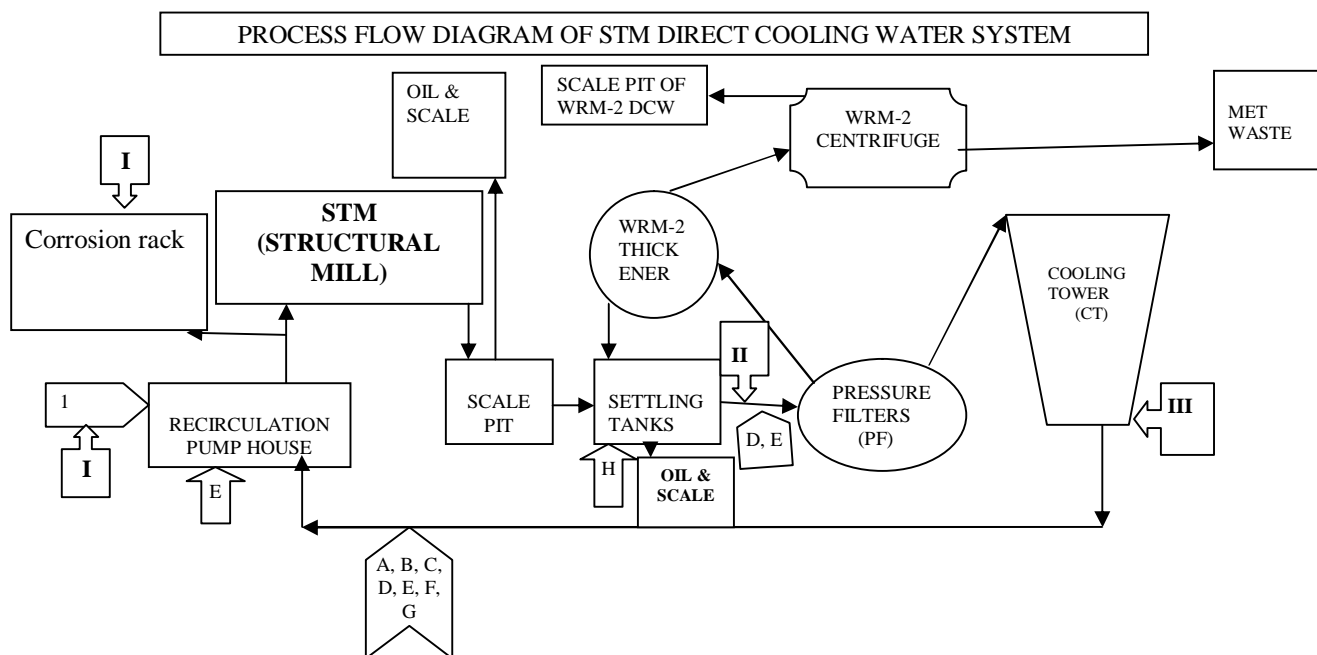 PROCESS FLOW DIAGRAM OF STM DIRECT COOLING WATER SYSTEM
OIL &
SCALE
SCALE PIT OF
WRM-2 DCW
WRM-2
CENTRIFUGE
MET
WASTE
I
Corrosion rack
STM
(STRUCTURAL
MILL)
WRM-2
THICK
ENER
COOLING
TOWER
(CT)
1
I
RECIRCULATION
PUMP HOUSE
E
SCALE
PIT
SETTLING
TANKS
H
OIL &
SCALE
II
D, E
PRESSURE
FILTERS
(PF)
III
A, B, C,
D, E, F,
G